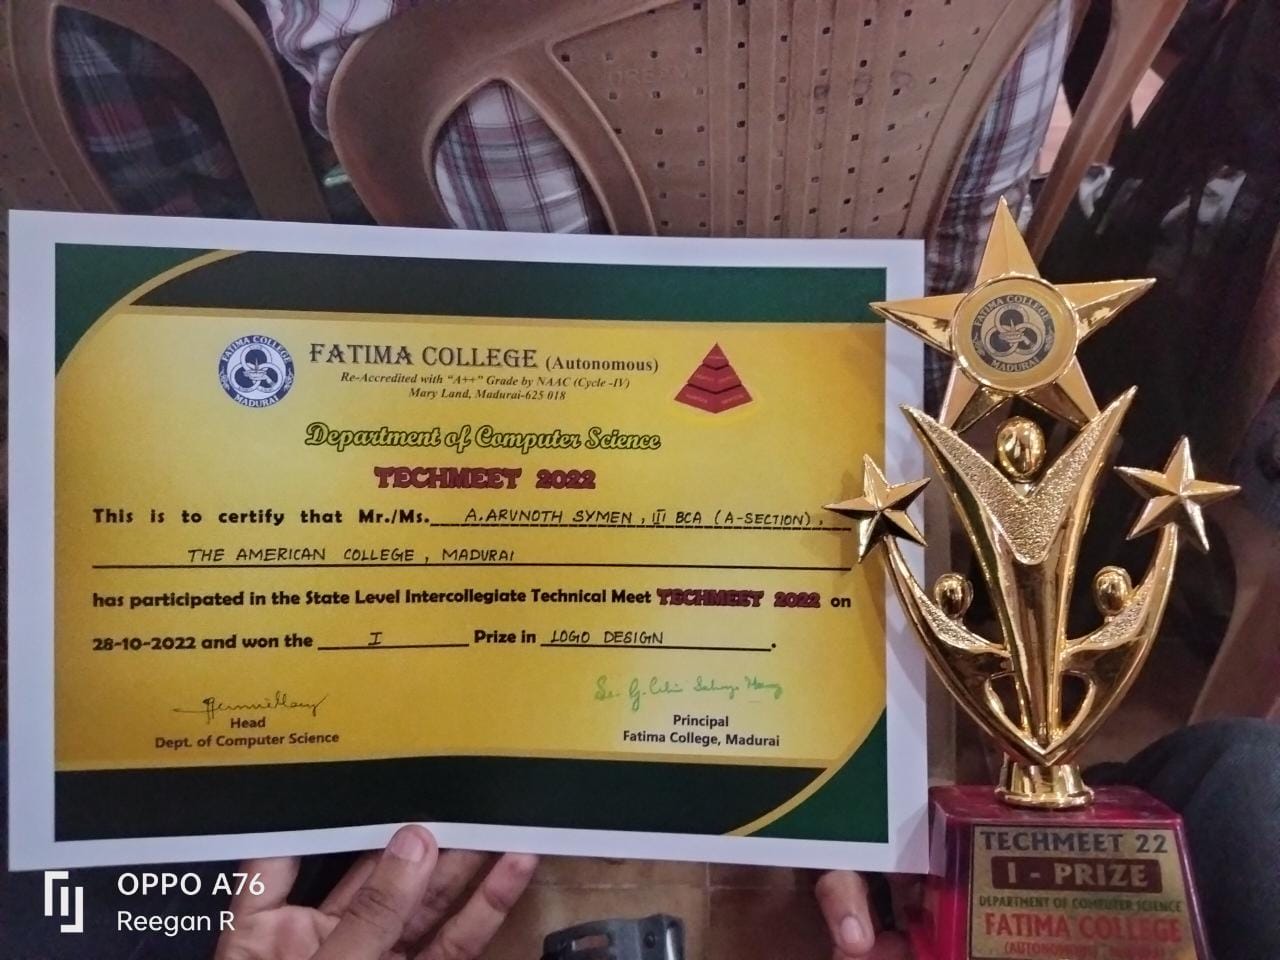 DREAM
FATIMA COLLEGE
MADURAI
FATIMA COLLEGE (Autonomous)
Re-Accredited with "A++" Grade by NAAC (Cycle -IV)
Mary Land, Madurai-625 018
Department of Computer Science
TECHMEET 2022
This is to certify that Mr./Ms. A.ARVNOTH SYMEN, III BCA (A-SECTION),
THE AMERICAN COLLEGE, MADURAI
has participated in the State Level Intercollegiate Technical Meet TECHMEET 2022 on
28-10-2022 and won the I Prize in LOGO DESIGN.
Head
Dept. of Computer Science
Principal
Fatima College, Madurai
FATIMA COLLEGE
MADURAI
TECHMEET 22
I - PRIZE
DEPARTMENT OF COMPUTER SCIENCE
FATIMA COLLEGE
OPPO A76
Reegan R